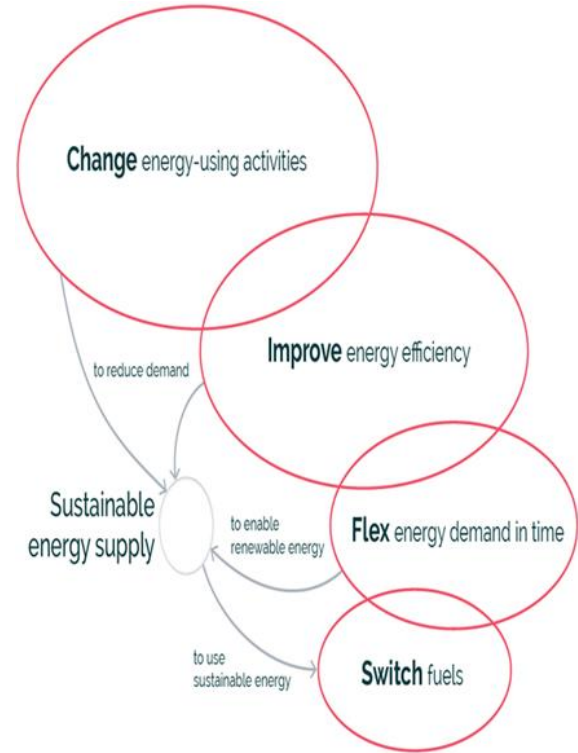 Change energy-using activities
Improve energy efficiency
to reduce demand
Sustainable
energy supply
to enable
renewable energy
Flex energy demand in time
to use
sustainable energy
Switch fuels